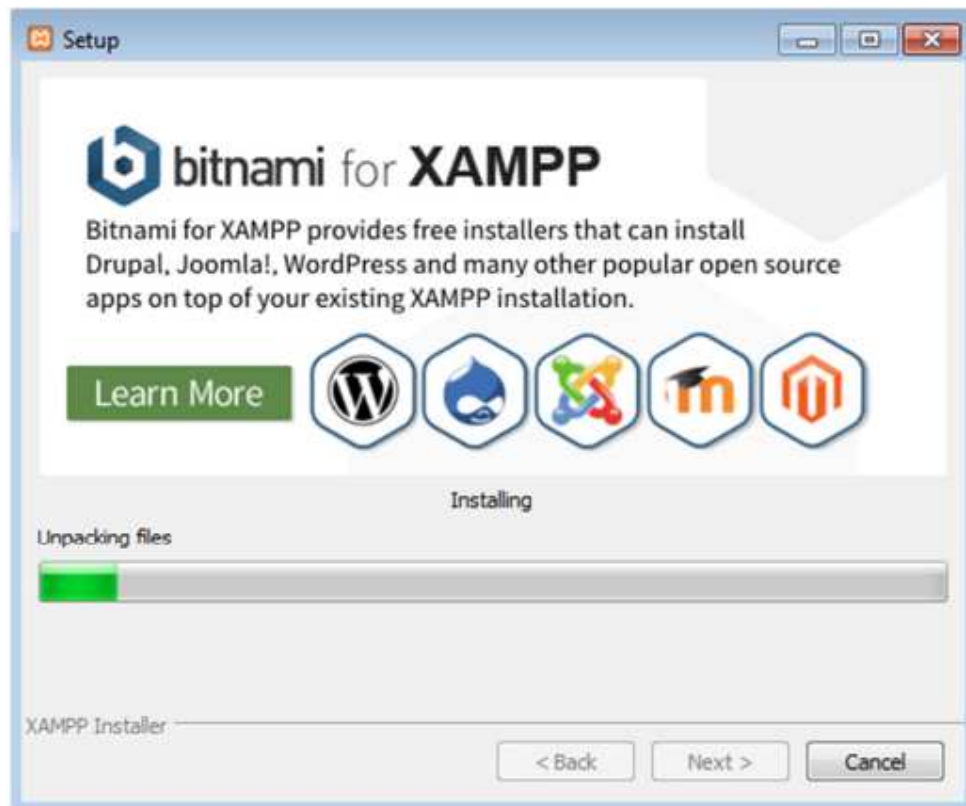 Setup
bitnami for XAMPP
Bitnami for XAMPP provides free installers that can install
Drupal, Joomla!, WordPress and many other popular open source
apps on top of your existing XAMPP installation.
Learn More
Installing
Unpacking files
XAMPP Installer
< Back Next > Cancel